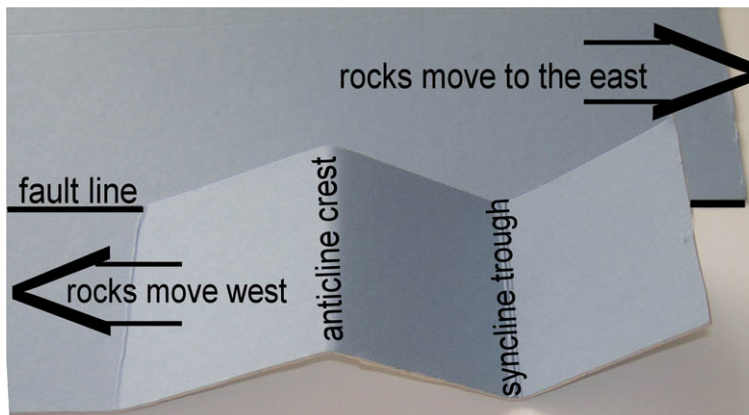 rocks move to the east
fault line
rocks move west
anticline crest
syncline trough